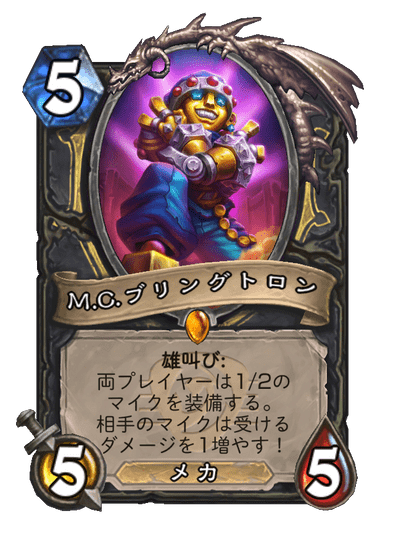 5
M.C.ブリングトロン
雄叫び:
両プレイヤーは1/2の
マイクを装備する。
相手のマイクは受ける
ダメージを1増やす！
5
メカ
5